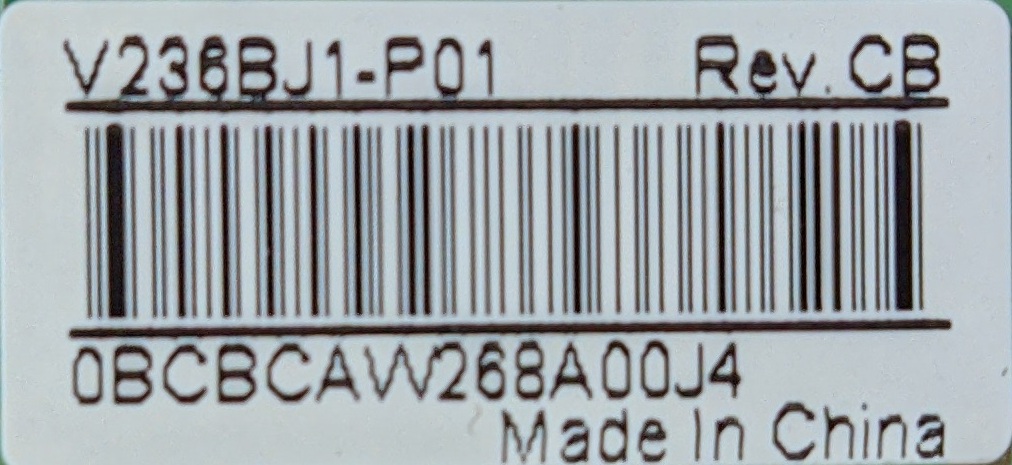 V236BJ1-P01 Rev. CB
0BCBCAW268A00J4
Made In China